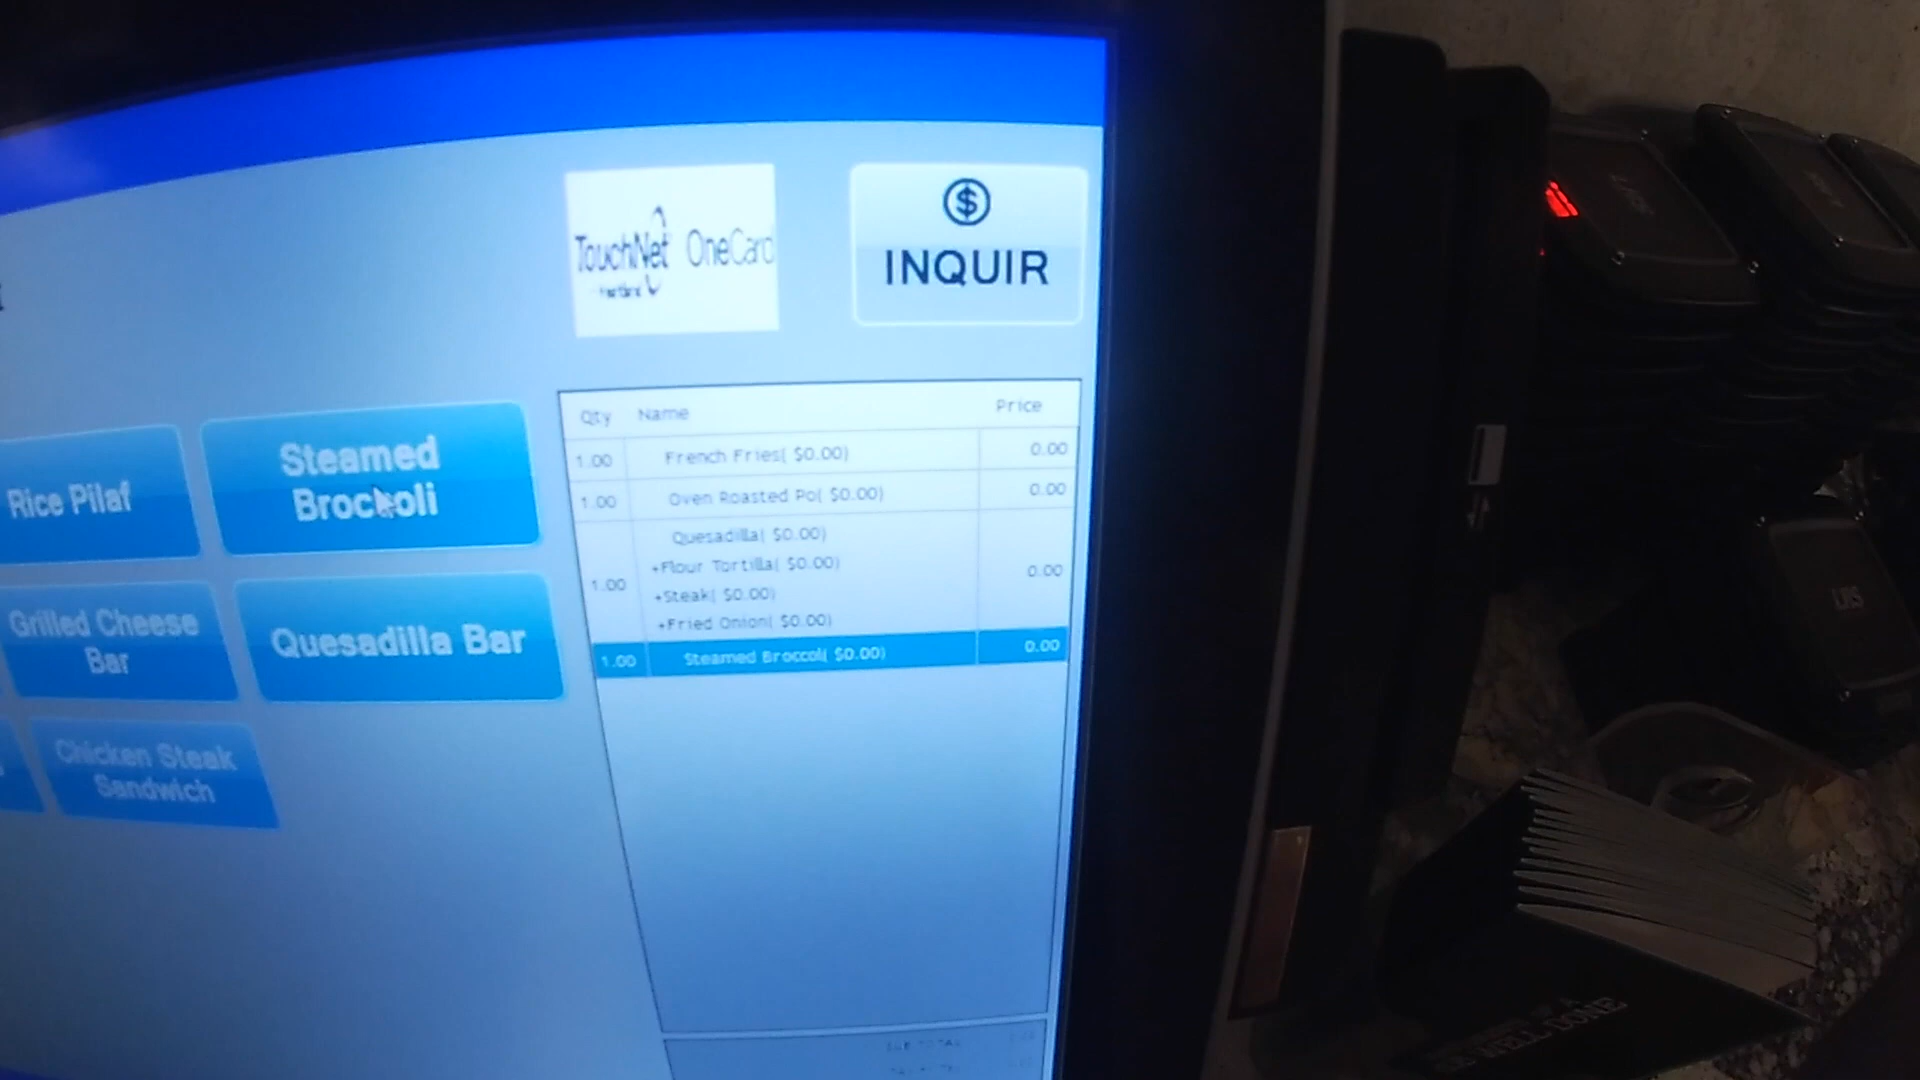 TouchNet OneCard
$
INQUIR
Qty Name Price
1.00 French Fries( $0.00) 0.00
1.00 Oven Roasted Po( $0.00) 0.00
Quesadilla( $0.00)
+Flour Tortilla( $0.00)
1.00 0.00
+Steak( $0.00)
+Fried Onion( $0.00)
1.00 Steamed Broccol( $0.00) 0.00
Steamed
Broccoli
Rice Pilaf
Grilled Cheese
Bar
Quesadilla Bar
Chicken Steak
Sandwich
WELL DONE